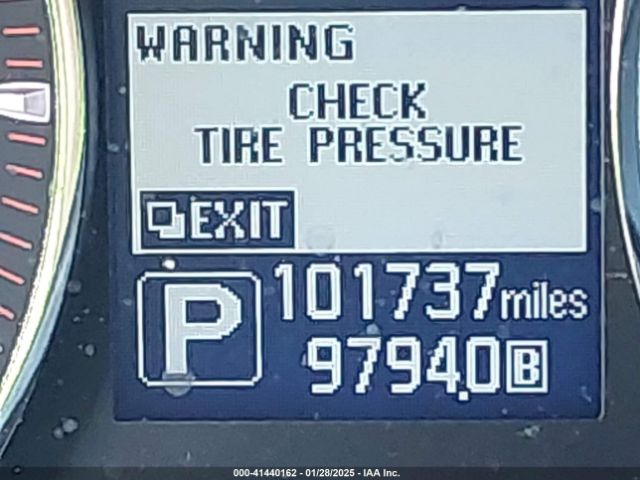 WARNING
CHECK
TIRE PRESSURE
EXIT
P
101737 miles
9794.0 B
000-41440162 - 01/28/2025 - IAA Inc.